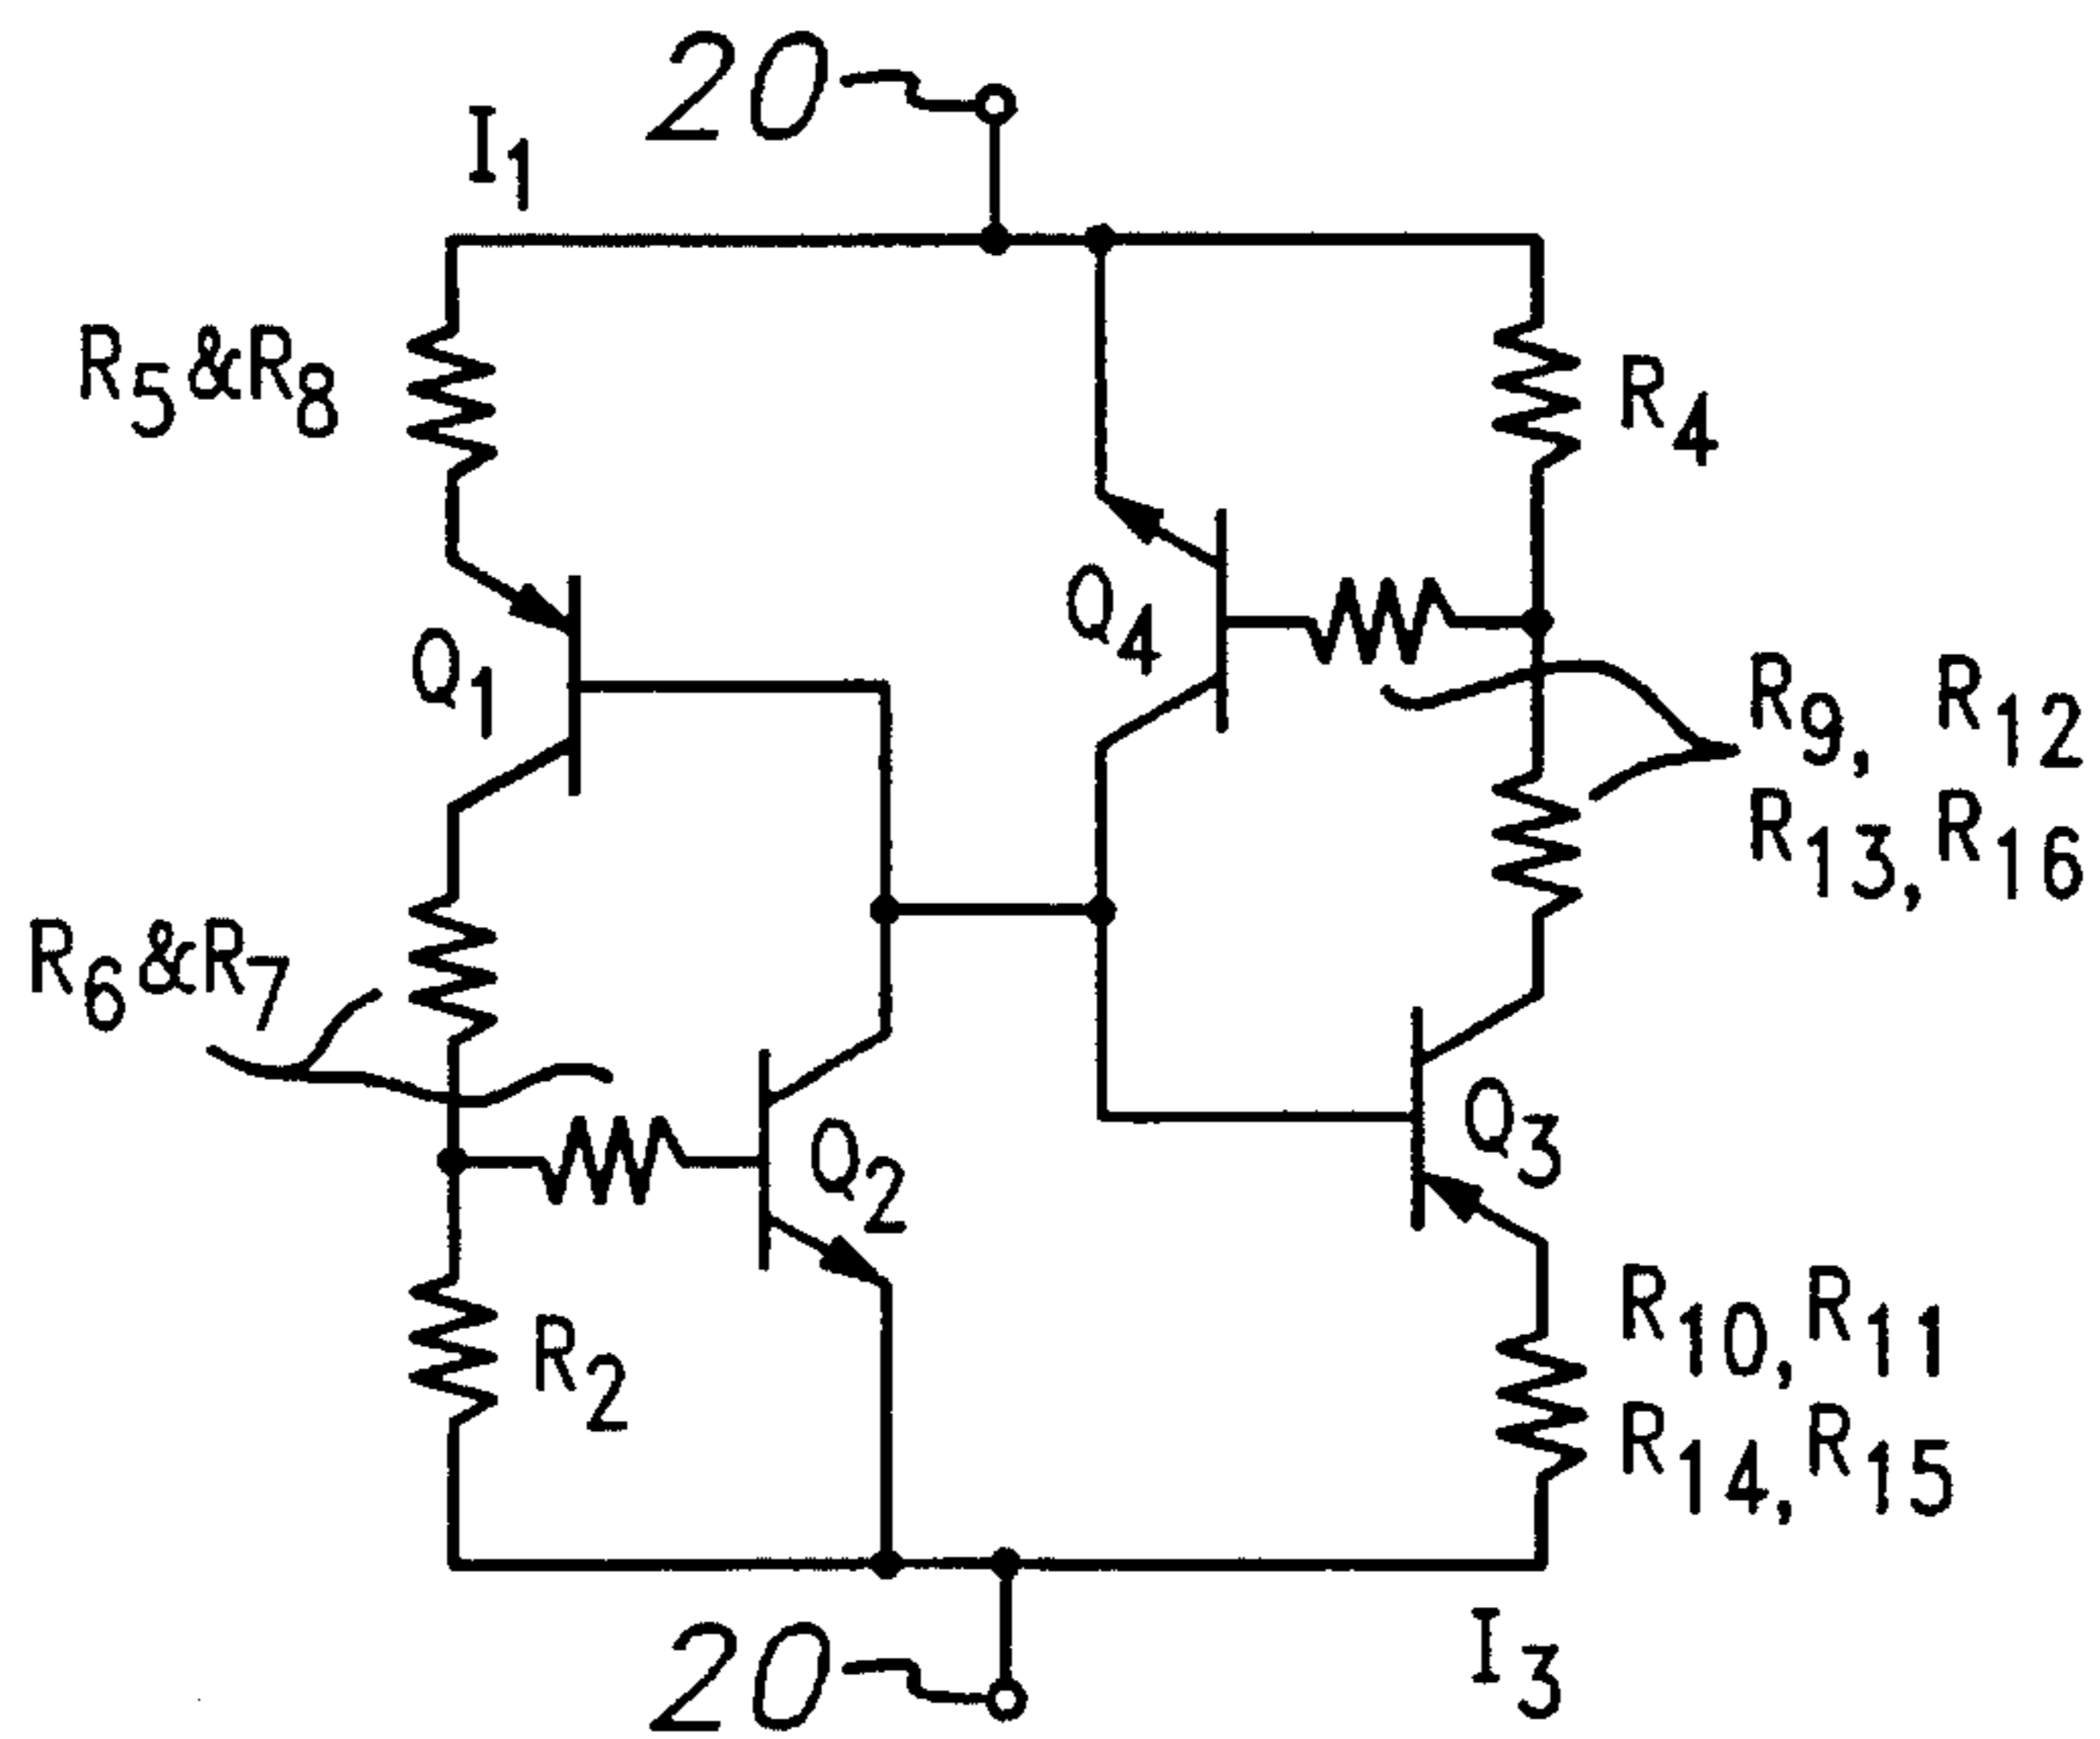 20
I1
R5&R8
R4
Q4
Q1
R9, R12
R13, R16
R6&R7
Q3
Q2
R10, R11
R2
R14, R15
20
I3